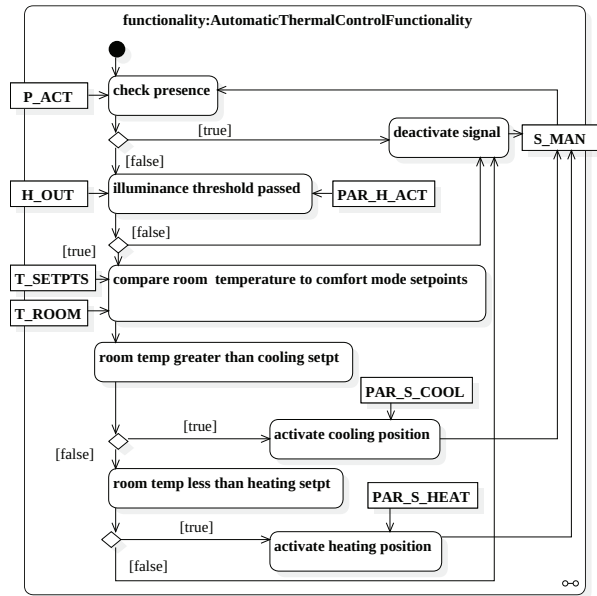 functionality:AutomaticThermalControlFunctionality
check presence
P_ACT
[true]
deactivate signal
S_MAN
[false]
illuminance threshold passed
H_OUT
PAR_H_ACT
[false]
[true]
T_SETPTS
compare room  temperature to comfort mode setpoints
T_ROOM
room temp greater than cooling setpt
PAR_S_COOL
[true]
activate cooling position
[false]
room temp less than heating setpt
PAR_S_HEAT
[true]
activate heating position
[false]